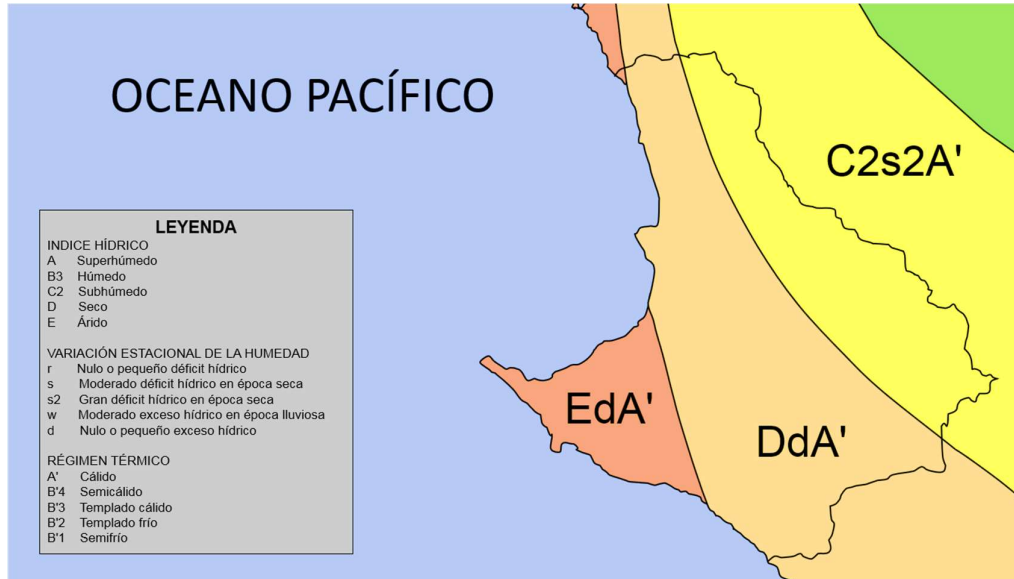 OCEANO PACÍFICO
C2s2A'
LEYENDA
INDICE HÍDRICO
A Superhúmedo
B3 Húmedo
C2 Subhúmedo
D Seco
E Árido
VARIACIÓN ESTACIONAL DE LA HUMEDAD
r Nulo o pequeño déficit hídrico
s Moderado déficit hídrico en época seca
s2 Gran déficit hídrico en época seca
w Moderado exceso hídrico en época lluviosa
d Nulo o pequeño exceso hídrico
RÉGIMEN TÉRMICO
A' Cálido
B'4 Semicálido
B'3 Templado cálido
B'2 Templado frío
B'1 Semifrío
EdA'
DdA'